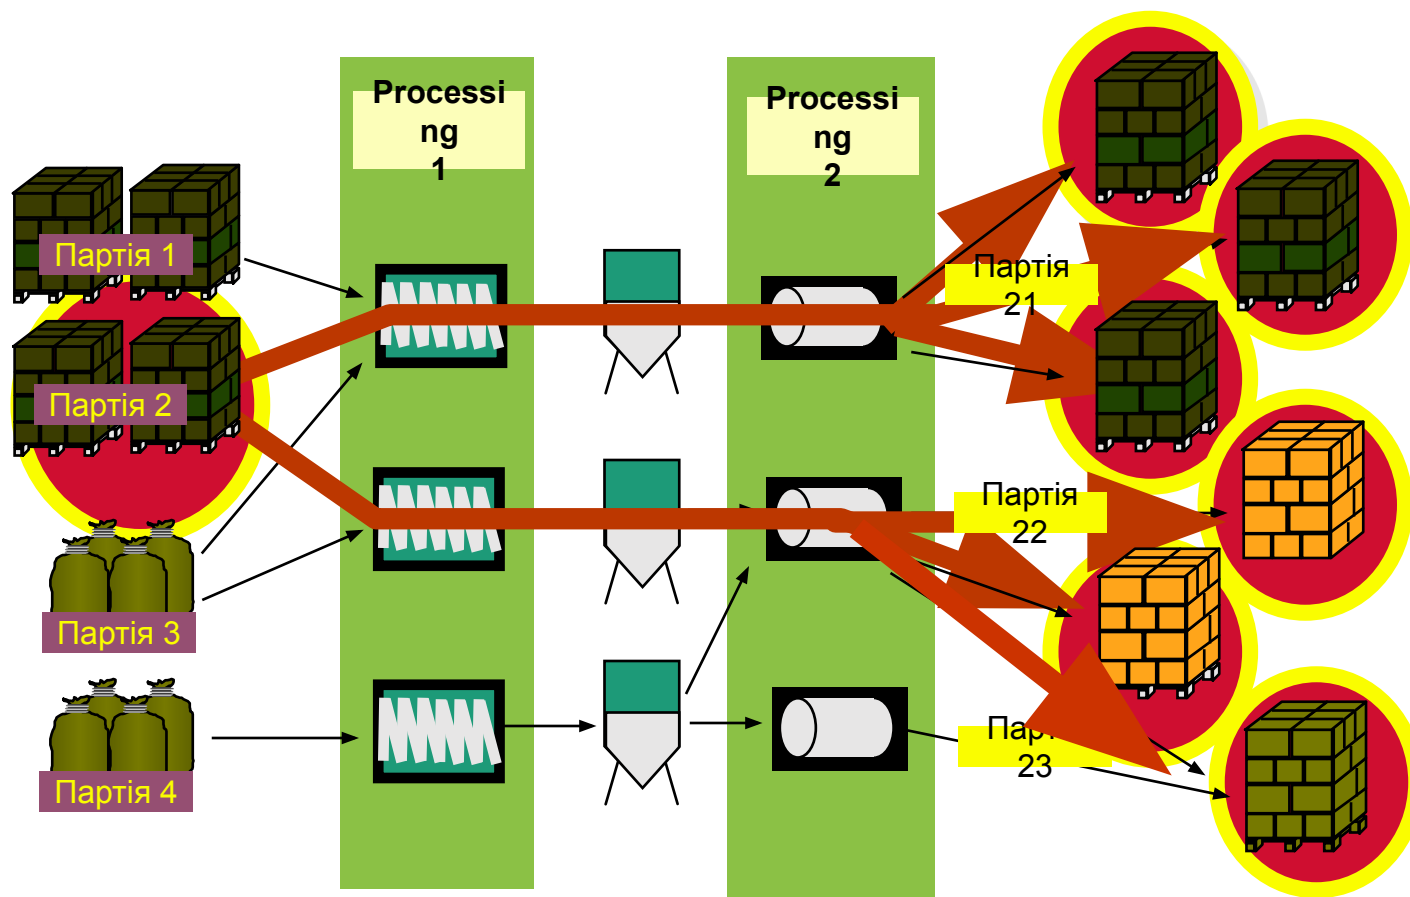 Processi
ng
1
Processi
ng
2
Партія 1
Партія 2
Партія 3
Партія 4
Партія
21
Партія
22
23